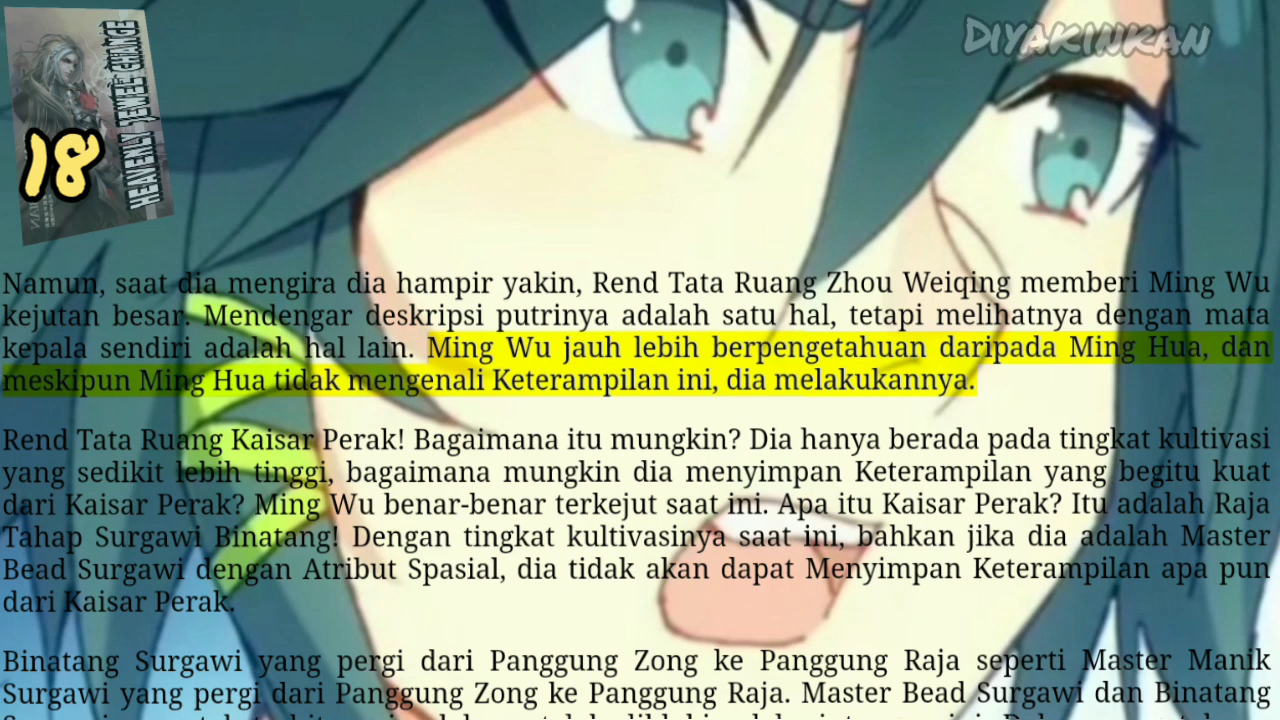 Diyakinkan
HEAVENLY JEWEL CHANGE
18
Namun, saat dia mengira dia hampir yakin, Rend Tata Ruang Zhou Weiqing memberi Ming Wu
kejutan besar. Mendengar deskripsi putrinya adalah satu hal, tetapi melihatnya dengan mata
kepala sendiri adalah hal lain. Ming Wu jauh lebih berpengetahuan daripada Ming Hua, dan
meskipun Ming Hua tidak mengenali Keterampilan ini, dia melakukannya.
Rend Tata Ruang Kaisar Perak! Bagaimana itu mungkin? Dia hanya berada pada tingkat kultivasi
yang sedikit lebih tinggi, bagaimana mungkin dia menyimpan Keterampilan yang begitu kuat
dari Kaisar Perak? Ming Wu benar-benar terkejut saat ini. Apa itu Kaisar Perak? Itu adalah Raja
Tahap Surgawi Binatang! Dengan tingkat kultivasinya saat ini, bahkan jika dia adalah Master
Bead Surgawi dengan Atribut Spasial, dia tidak akan dapat Menyimpan Keterampilan apa pun
dari Kaisar Perak.
Binatang Surgawi yang pergi dari Panggung Zong ke Panggung Raja seperti Master Manik
Surgawi yang pergi dari Panggung Zong ke Panggung Raja. Master Bead Surgawi dan Binatang